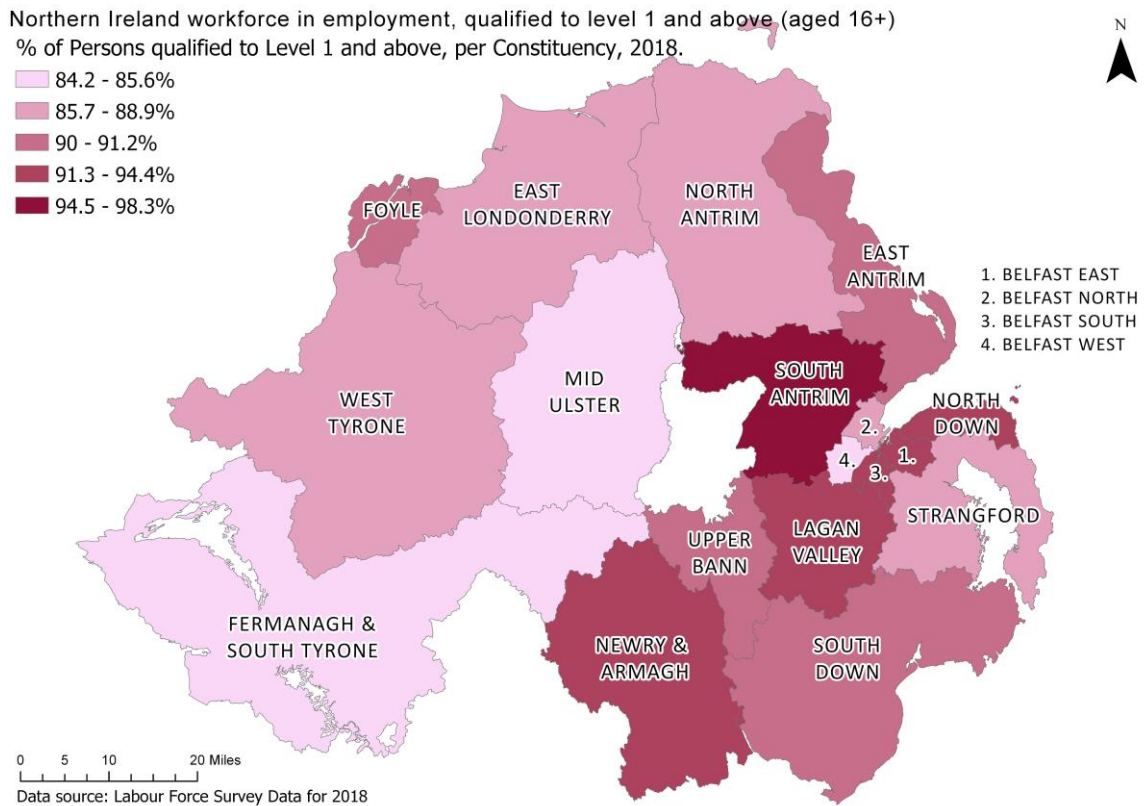 Northern Ireland workforce in employment, qualified to level 1 and above (aged 16+)
% of Persons qualified to Level 1 and above, per Constituency, 2018.
84.2 - 85.6%
85.7 - 88.9%
90 - 91.2%
91.3 - 94.4%
94.5 - 98.3%
N
FOYLE
EAST
LONDONDERRY
NORTH
ANTRIM
EAST
ANTRIM
1. BELFAST EAST
2. BELFAST NORTH
3. BELFAST SOUTH
4. BELFAST WEST
WEST
TYRONE
MID
ULSTER
SOUTH
ANTRIM
NORTH
DOWN
2.
1.
4.
3.
STRANGFORD
LAGAN
VALLEY
UPPER
BANN
FERMANAGH &
SOUTH TYRONE
NEWRY &
ARMAGH
SOUTH
DOWN
0 5 10 20 Miles
Data source: Labour Force Survey Data for 2018